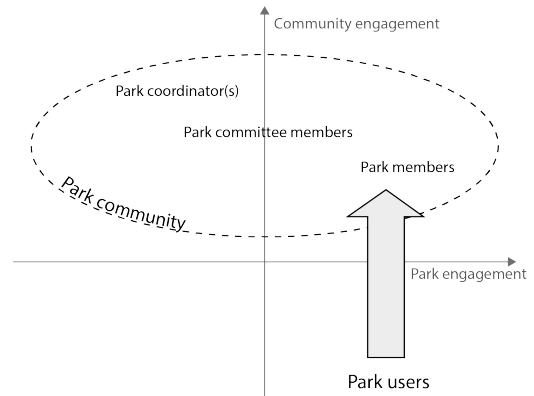 Community engagement
Park coordinator(s)
Park committee members
Park members
Park community
Park engagement
Park users